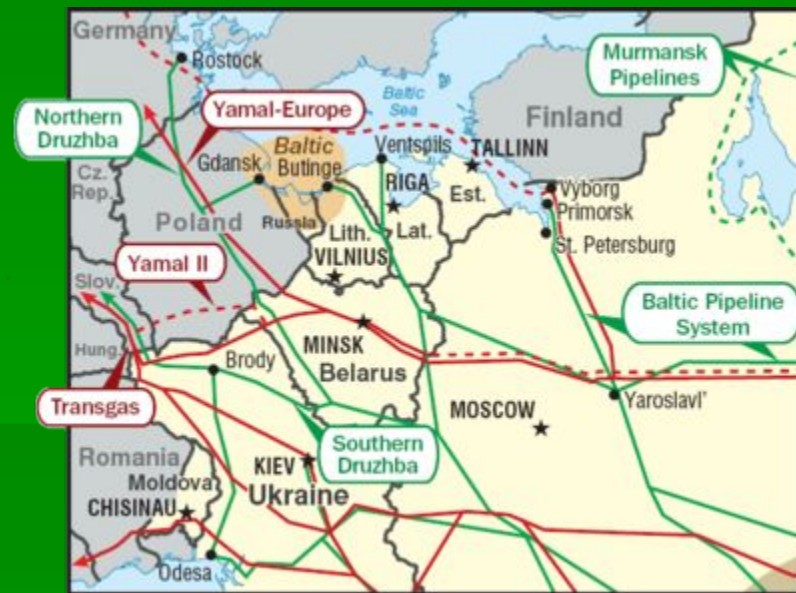 Germany
Rostock
Murmansk
Pipelines
Baltic
Sea
Northern
Druzhba
Yamal-Europe
Finland
Baltic
Gdansk
Butinge
Ventspils
TALLINN
Cz.
Rep.
RIGA
Est.
Vyborg
Primorsk
Russia
Poland
Lith.
Lat.
St. Petersburg
VILNIUS
Yamal II
Slov.
Baltic Pipeline
System
Hung.
Brody
MINSK
Belarus
Transgas
MOSCOW
Yaroslavl'
Southern
Druzhba
Romania
KIEV
Ukraine
Moldova
CHISINAU
Odesa